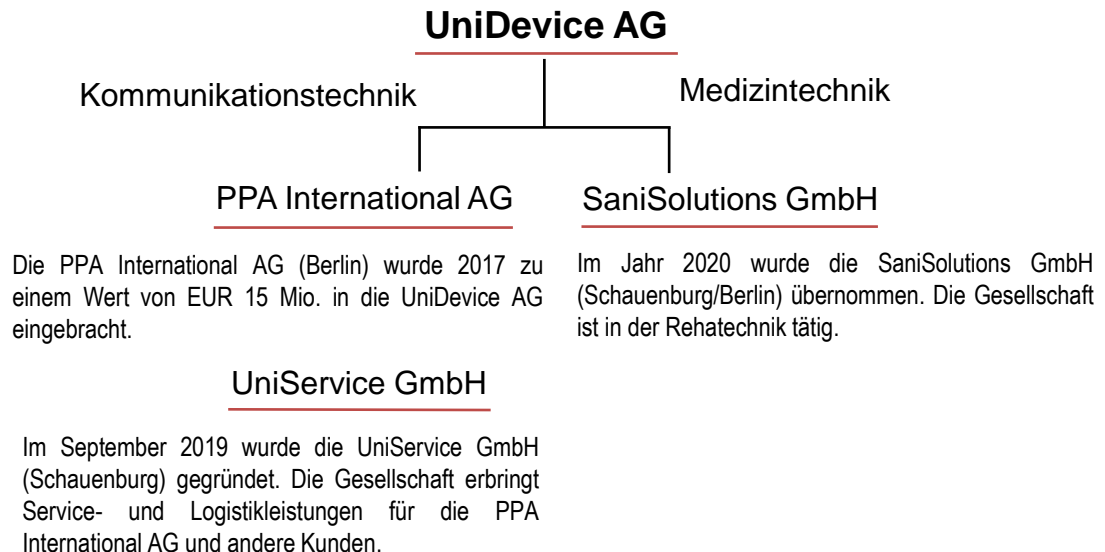 UniDevice AG
Kommunikationstechnik
Medizintechnik
PPA International AG
SaniSolutions GmbH
Die PPA International AG (Berlin) wurde 2017 zu
einem Wert von EUR 15 Mio. in die UniDevice AG
eingebracht.
Im Jahr 2020 wurde die SaniSolutions GmbH
(Schauenburg/Berlin) übernommen. Die Gesellschaft
ist in der Rehatechnik tätig.
UniService GmbH
Im September 2019 wurde die UniService GmbH
(Schauenburg) gegründet. Die Gesellschaft erbringt
Service- und Logistikleistungen für die PPA
International AG und andere Kunden.